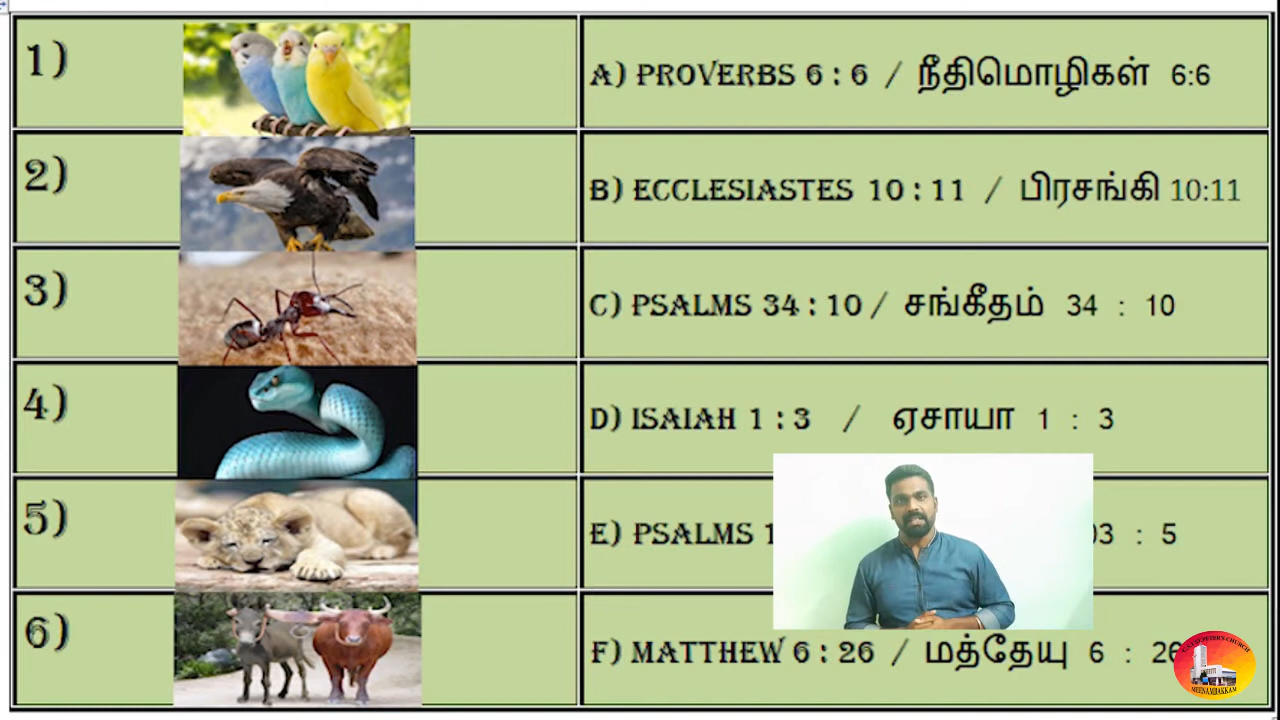 1)
A) PROVERBS 6 : 6 / நீதிமொழிகள் 6:6
2)
B) ECCLESIASTES 10 : 11 / பிரசங்கி 10:11
3)
C) PSALMS 34 : 10 / சங்கீதம் 34 : 10
4)
D) ISAIAH 1 : 3 / ஏசாயா 1 : 3
5)
E) PSALMS 1 03 : 5
6)
F) MATTHEW 6 : 26 / மத்தேயு 6 : 26
MEENAMBAKKAM